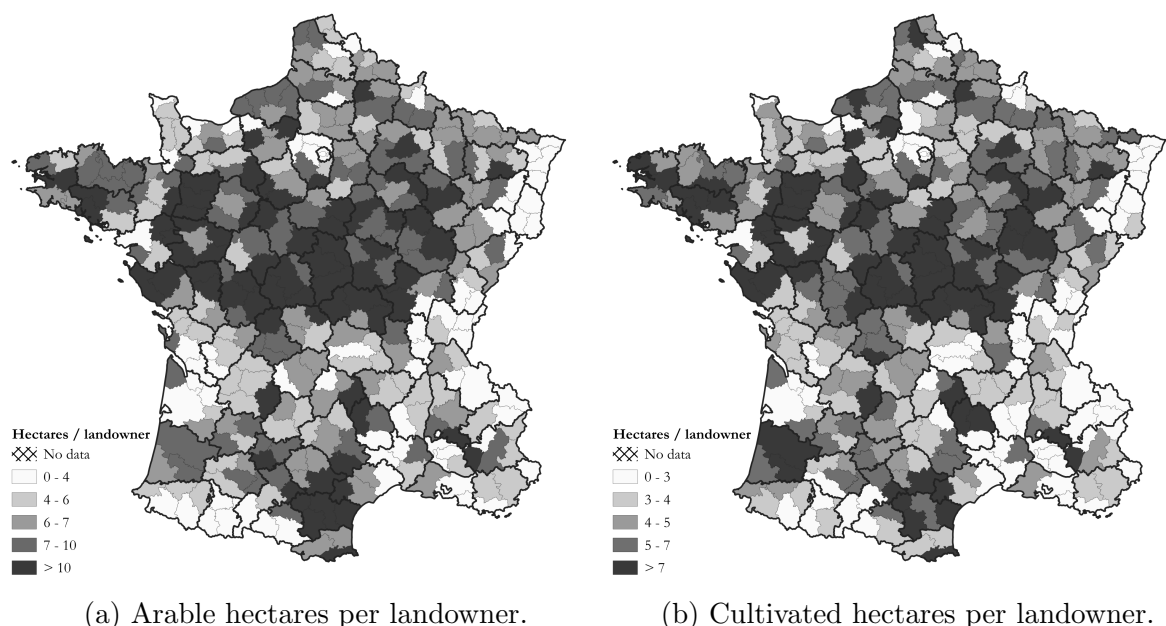 Hectares / landowner
No data
0 - 4
4 - 6
6 - 7
7 - 10
> 10
Hectares / landowner
No data
0 - 3
3 - 4
4 - 5
5 - 7
> 7
(a) Arable hectares per landowner.
(b) Cultivated hectares per landowner.